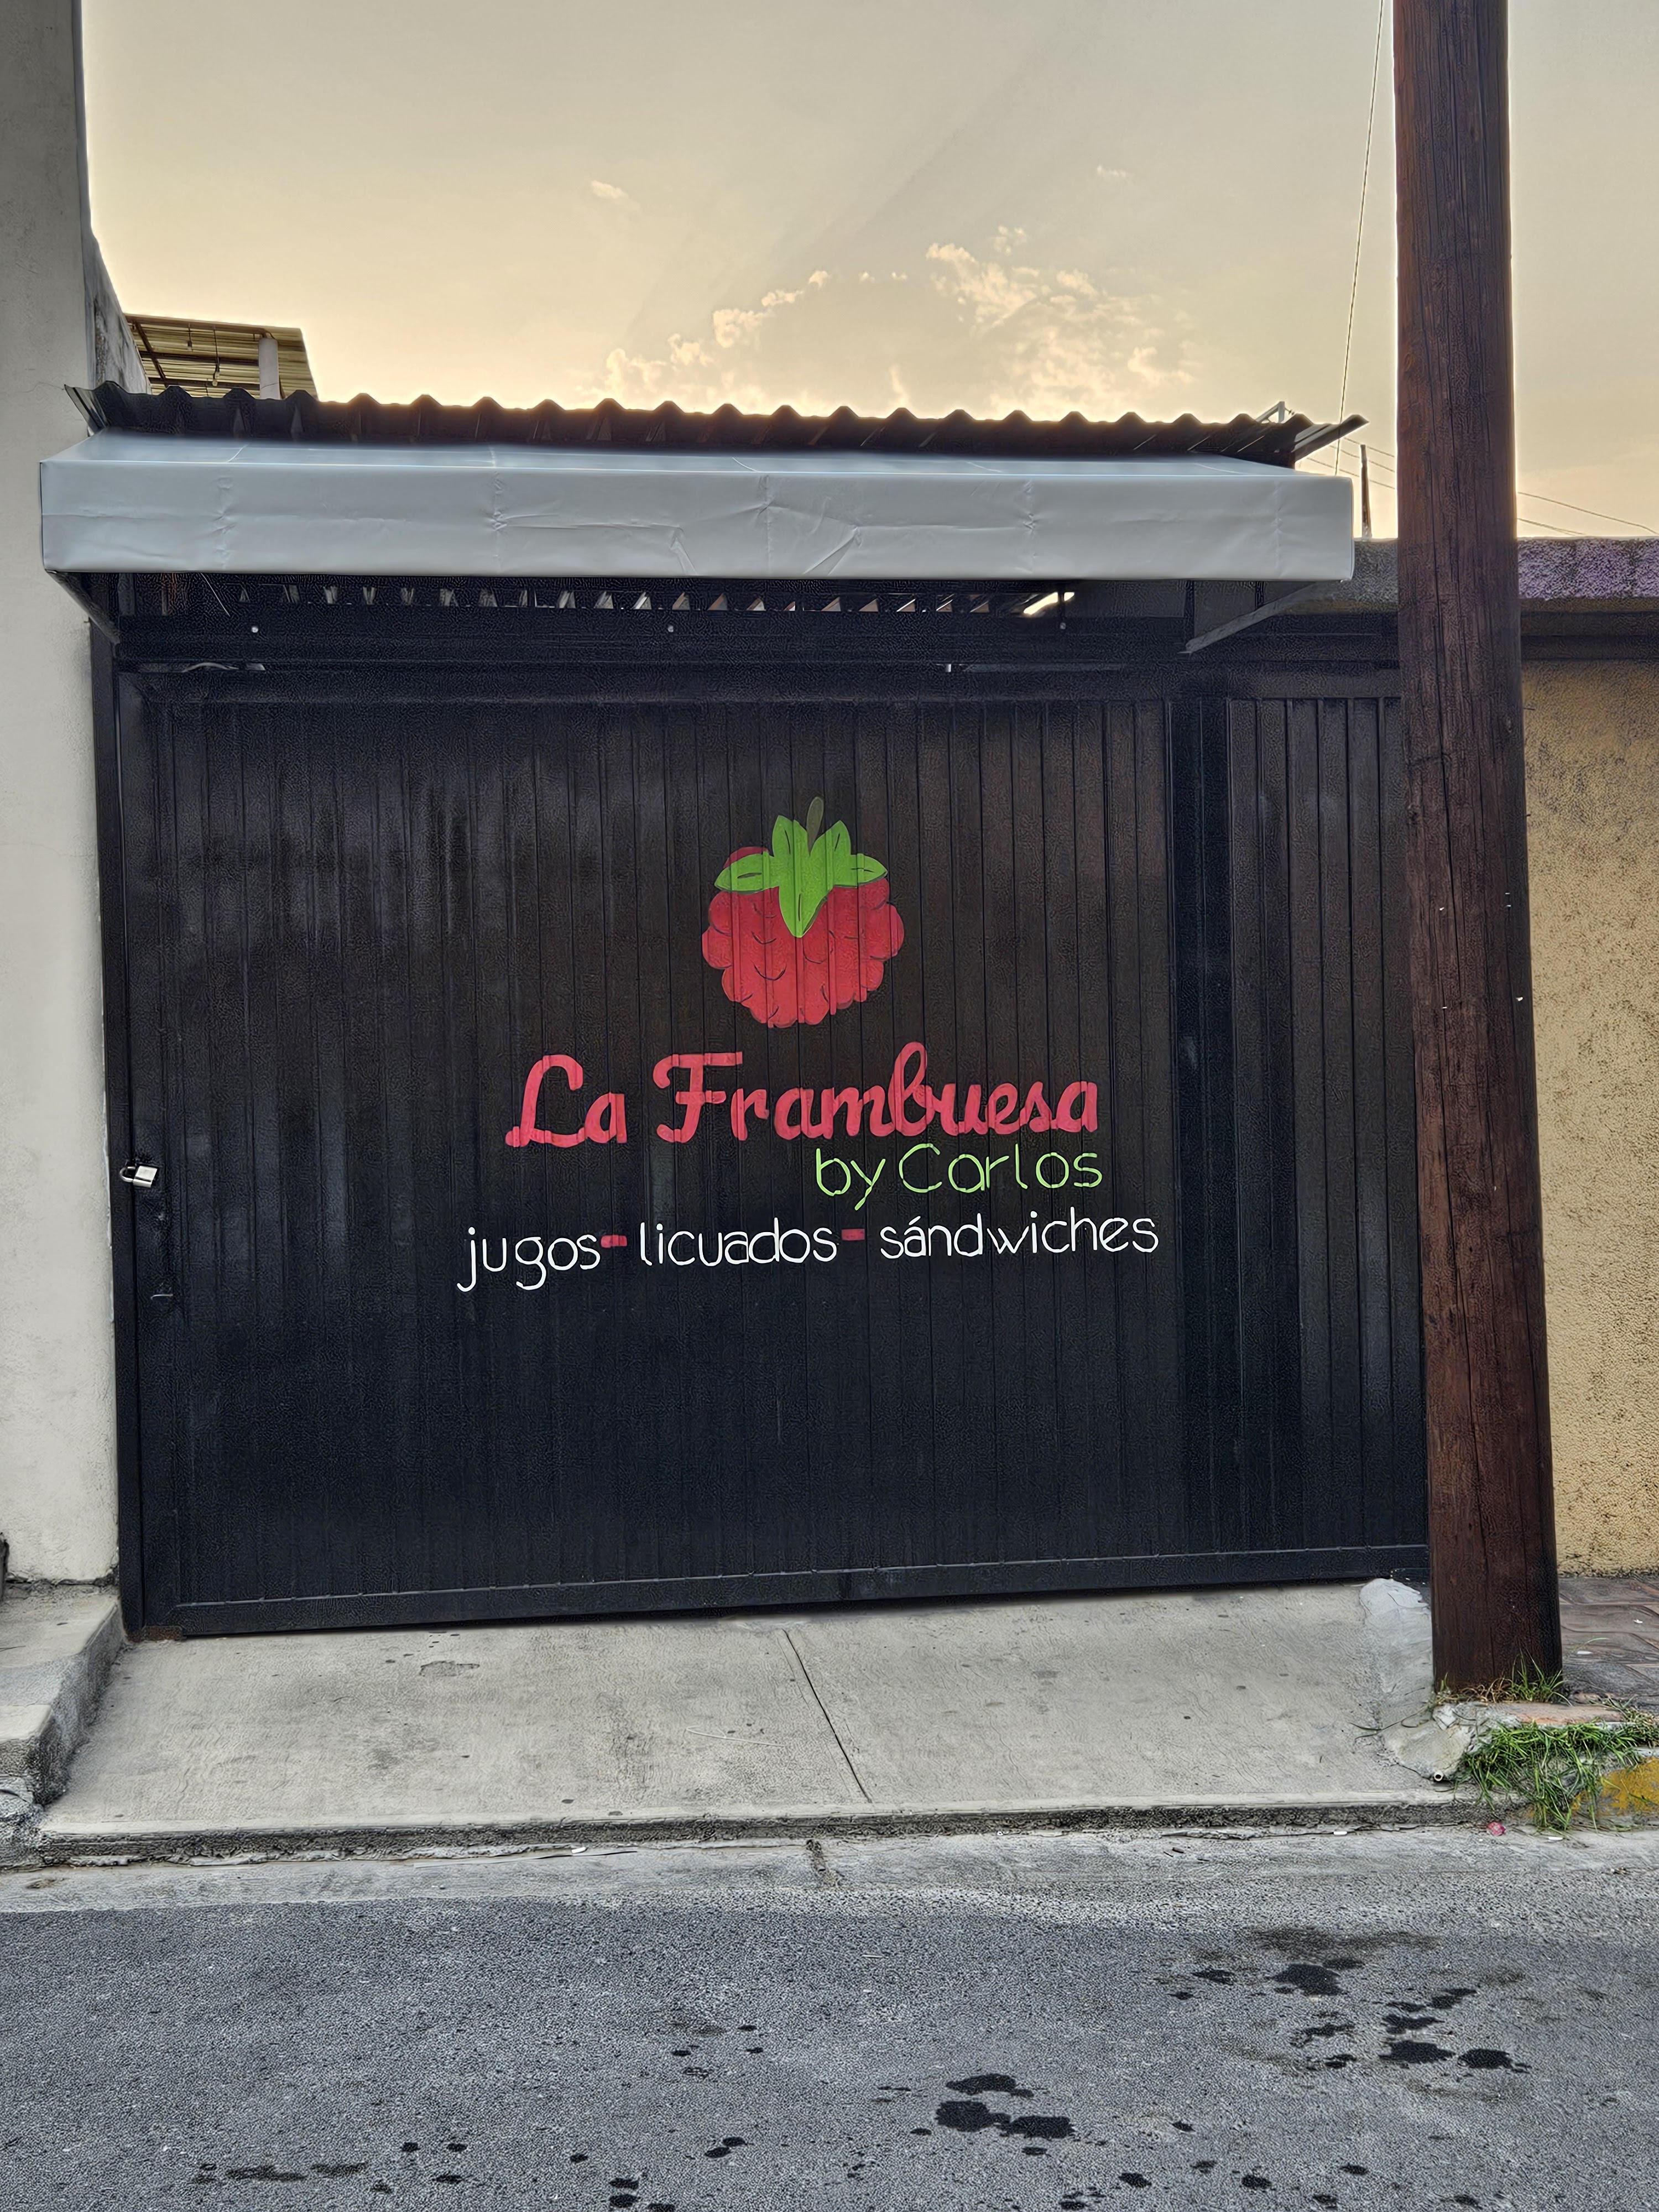 La Frambuesa
by Carlos
jugos - licuados - sándwiches